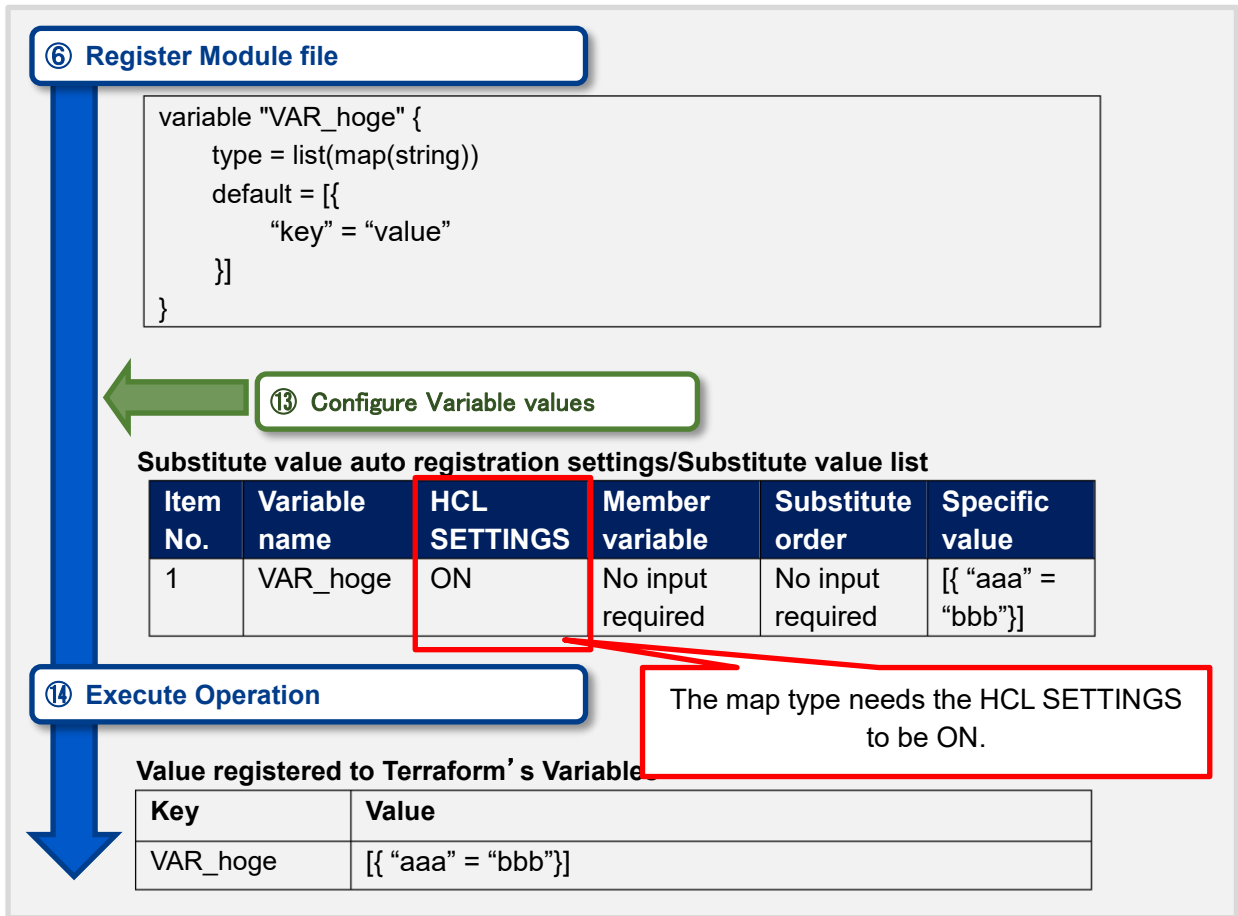 ⑥ Register Module file
variable "VAR_hoge" {
type = list(map(string))
default = [{
“key” = “value”
}]
}
⑬ Configure Variable values
Substitute value auto registration settings/Substitute value list
Item No. Variable name HCL SETTINGS Member variable Substitute order Specific value
1 VAR_hoge ON No input required No input required [{ “aaa” = “bbb”}]
⑭ Execute Operation
The map type needs the HCL SETTINGS
to be ON.
Value registered to Terraform’s Variables
Key Value
VAR_hoge [{ “aaa” = “bbb”}]